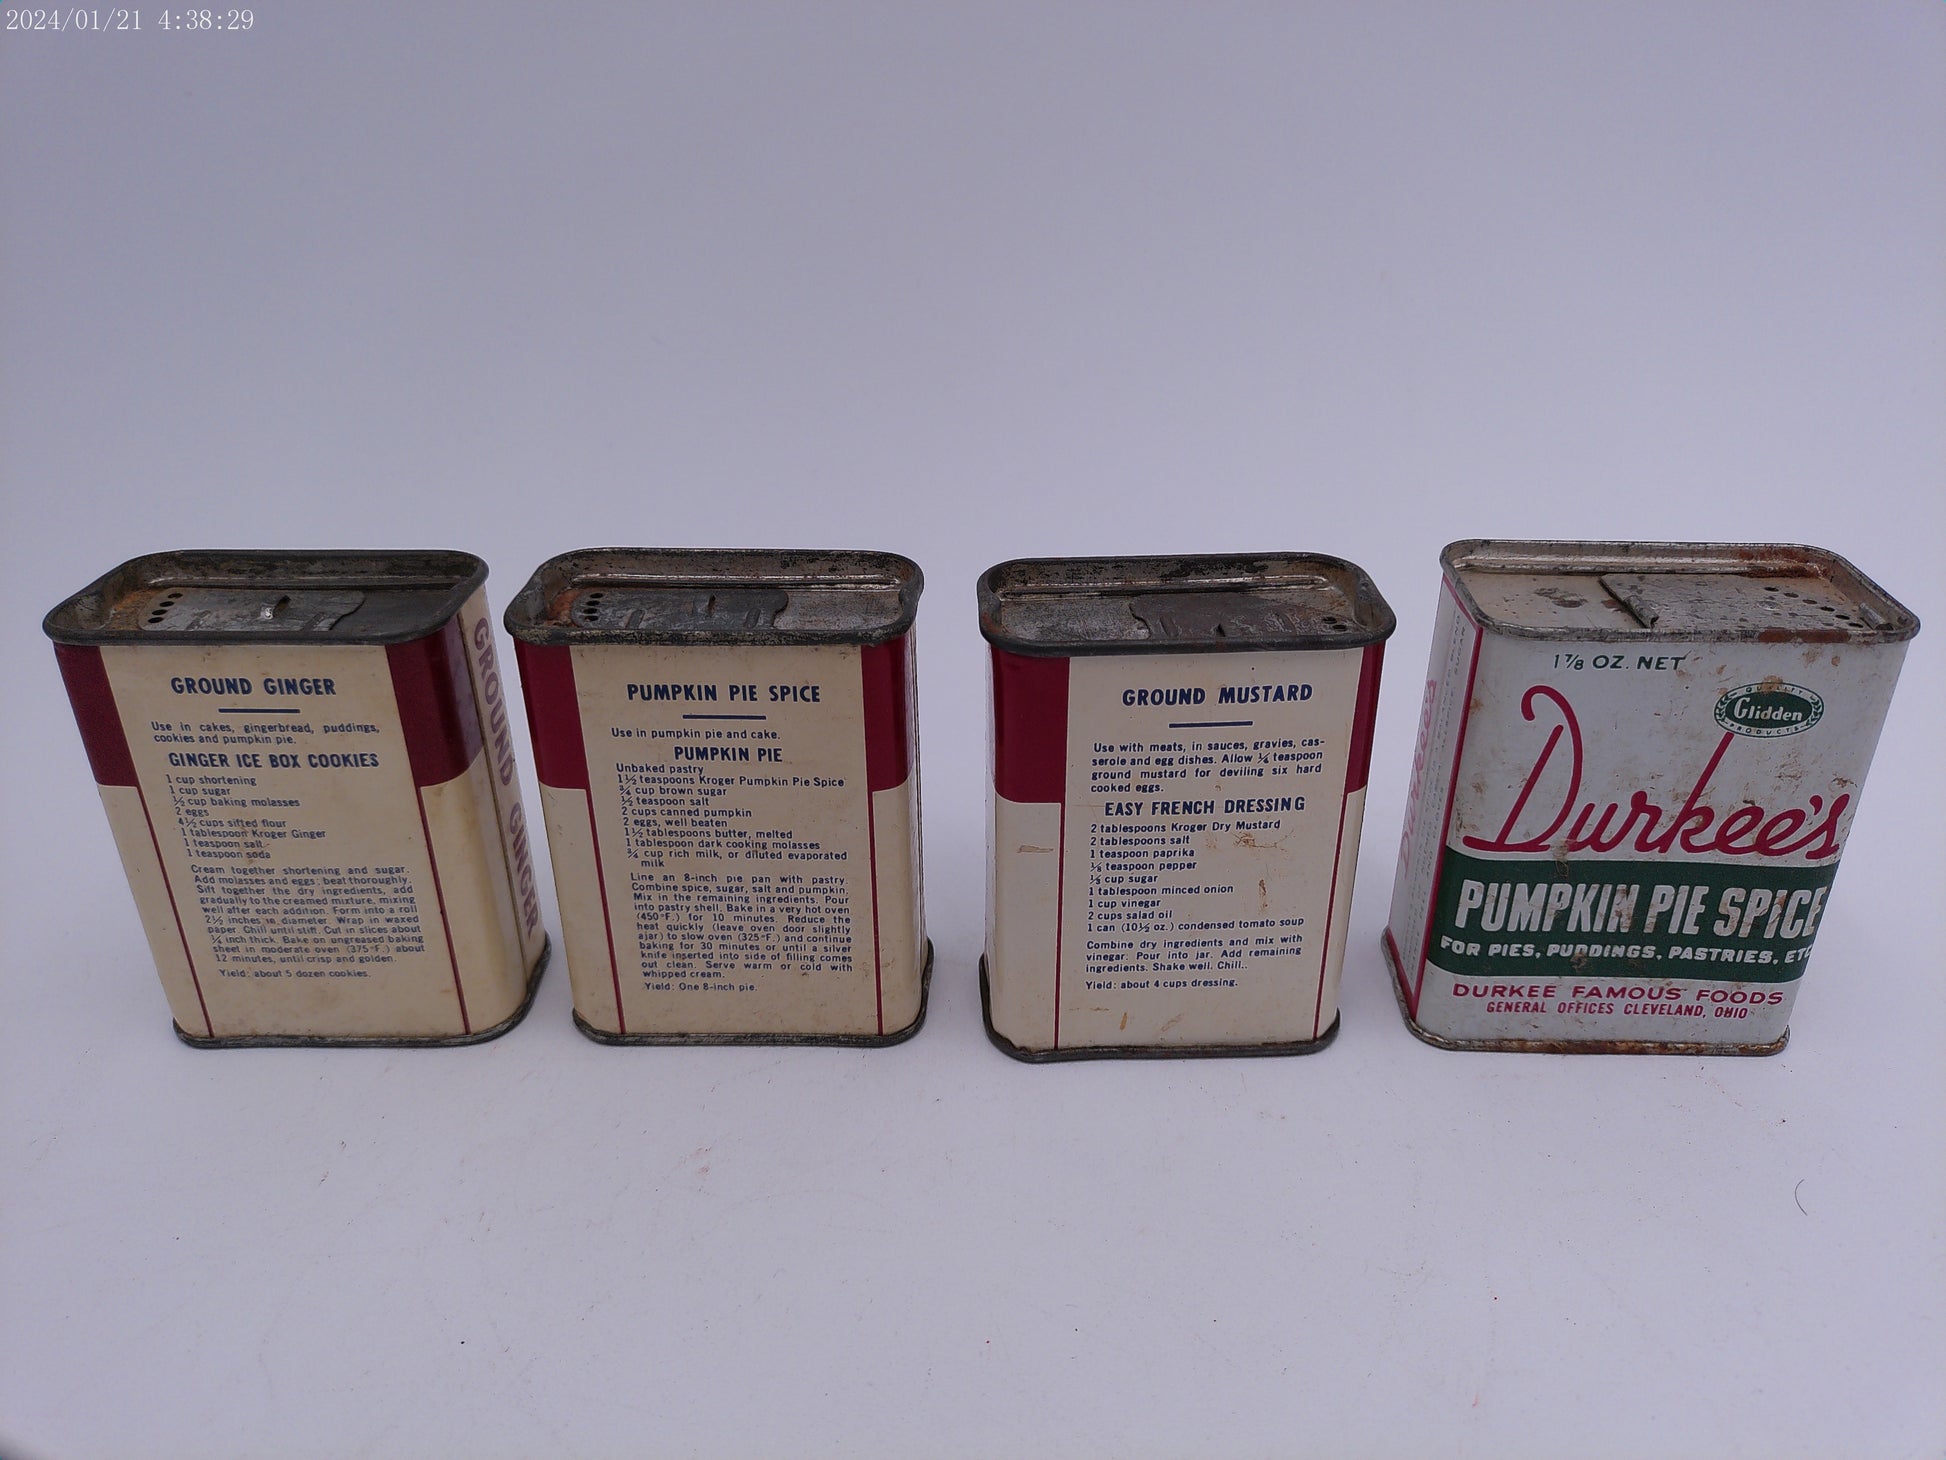 2024/01/21 4:38:29
GROUND GINGER
Use in cakes, gingerbread, puddings,
cookies and pumpkin pie.
GINGER ICE BOX COOKIES
1 cup shortening
1 cup sugar
½ cup baking molasses
2 eggs
4½ cups sifted flour
1 tablespoon Kroger Ginger
1 teaspoon salt
1 teaspoon soda
Cream together shortening and sugar.
Add molasses and eggs; beat thoroughly.
Sift together the dry ingredients, add
gradually to the creamed mixture, mixing
well after each addition. Form into a roll
2½ inches in diameter. Wrap in waxed
paper. Chill until stiff. Cut in slices about
¼ inch thick. Bake on ungreased baking
sheet in moderate oven (375°F.) about
12 minutes, until crisp and golden.
Yield: about 5 dozen cookies.
GROUND GINGER
PUMPKIN PIE SPICE
Use in pumpkin pie and cake.
PUMPKIN PIE
Unbaked pastry
1½ teaspoons Kroger Pumpkin Pie Spice
¾ cup brown sugar
½ teaspoon salt
2 cups canned pumpkin
2 eggs, well beaten
1½ tablespoons butter, melted
1 tablespoon dark cooking molasses
¾ cup rich milk, or diluted evaporated
milk
Line an 8-inch pie pan with pastry.
Combine spice, sugar, salt and pumpkin.
Mix in the remaining ingredients. Pour
into pastry shell. Bake in a very hot oven
(450°F.) for 10 minutes. Reduce the
heat quickly (leave oven door slightly
ajar) to slow oven (325°F.) and continue
baking for 30 minutes or until a silver
knife inserted into side of filling comes
out clean. Serve warm or cold with
whipped cream.
Yield: One 8-inch pie.
GROUND MUSTARD
Use with meats, in sauces, gravies, cas-
serole and egg dishes. Allow ¼ teaspoon
ground mustard for deviling six hard
cooked eggs.
EASY FRENCH DRESSING
2 tablespoons Kroger Dry Mustard
2 tablespoons salt
1 teaspoon paprika
⅛ teaspoon pepper
⅓ cup sugar
1 tablespoon minced onion
1 cup vinegar
2 cups salad oil
1 can (10½ oz.) condensed tomato soup
Combine dry ingredients and mix with
vinegar. Pour into jar. Add remaining
ingredients. Shake well. Chill.
Yield: about 4 cups dressing.
1⅞ OZ. NET
QUALITY
Glidden
PRODUCTS
Durkee's
PUMPKIN PIE SPICE
FOR PIES, PUDDINGS, PASTRIES, ETC
DURKEE FAMOUS FOODS
GENERAL OFFICES CLEVELAND, OHIO
Durkee's